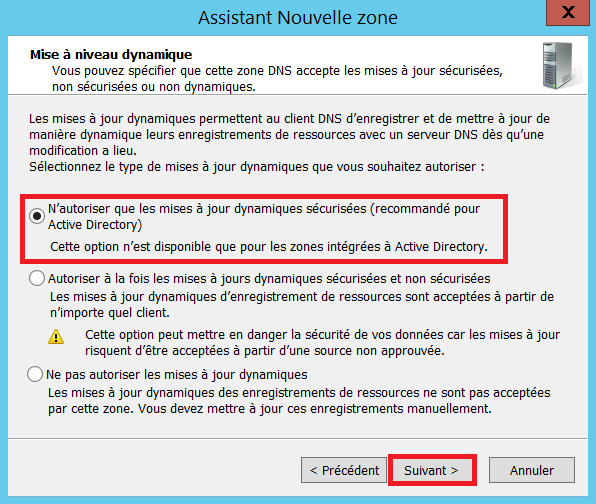 Assistant Nouvelle zone
X
Mise à niveau dynamique
Vous pouvez spécifier que cette zone DNS accepte les mises à jour sécurisées,
non sécurisées ou non dynamiques.
Les mises à jour dynamiques permettent au client DNS d'enregistrer et de mettre à jour de
manière dynamique leurs enregistrements de ressources avec un serveur DNS dès qu'une
modification a lieu.
Sélectionnez le type de mises à jour dynamiques que vous souhaitez autoriser :
N'autoriser que les mises à jour dynamiques sécurisées (recommandé pour
Active Directory)
Cette option n'est disponible que pour les zones intégrées à Active Directory.
Autoriser à la fois les mises à jours dynamiques sécurisées et non sécurisées
Les mises à jour dynamiques d'enregistrement de ressources sont acceptées à partir de
n'importe quel client.
Cette option peut mettre en danger la sécurité de vos données car les mises à jour
risquent d'être acceptées à partir d'une source non approuvée.
Ne pas autoriser les mises à jour dynamiques
Les mises à jour dynamiques des enregistrements de ressources ne sont pas acceptées
par cette zone. Vous devez mettre à jour ces enregistrements manuellement.
< Précédent
Suivant >
Annuler